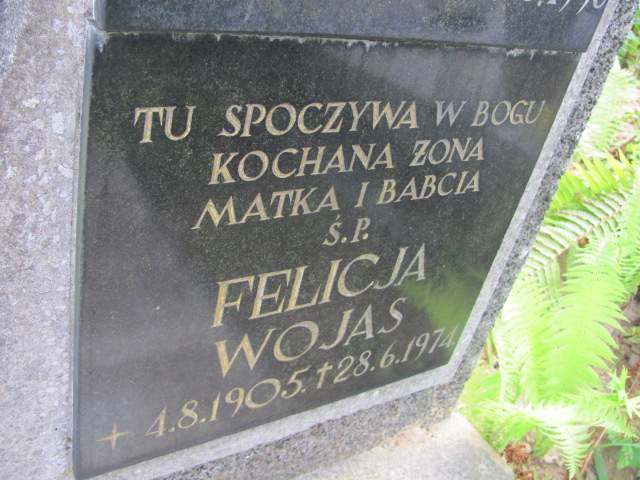 TU SPOCZYWA W BOGU
KOCHANA ŻONA
MATKA I BABCIA
Ś.P.
FELICJA
WOJAS
+ 4.8.1905. † 28.6.1974.